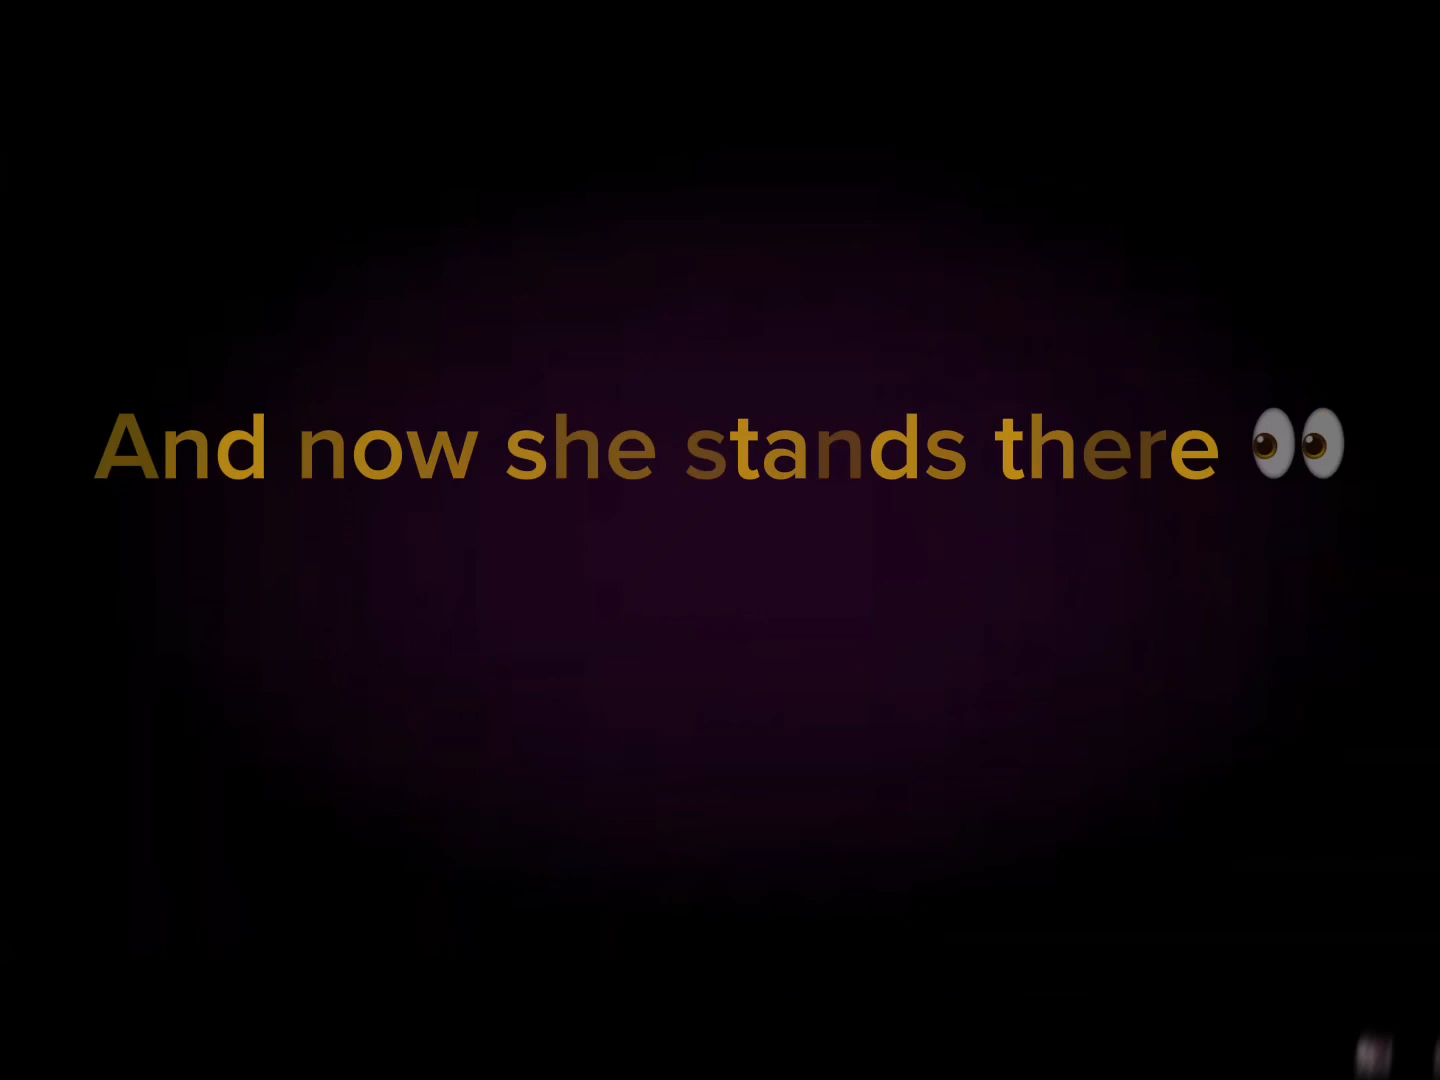 And now she stands there 👀